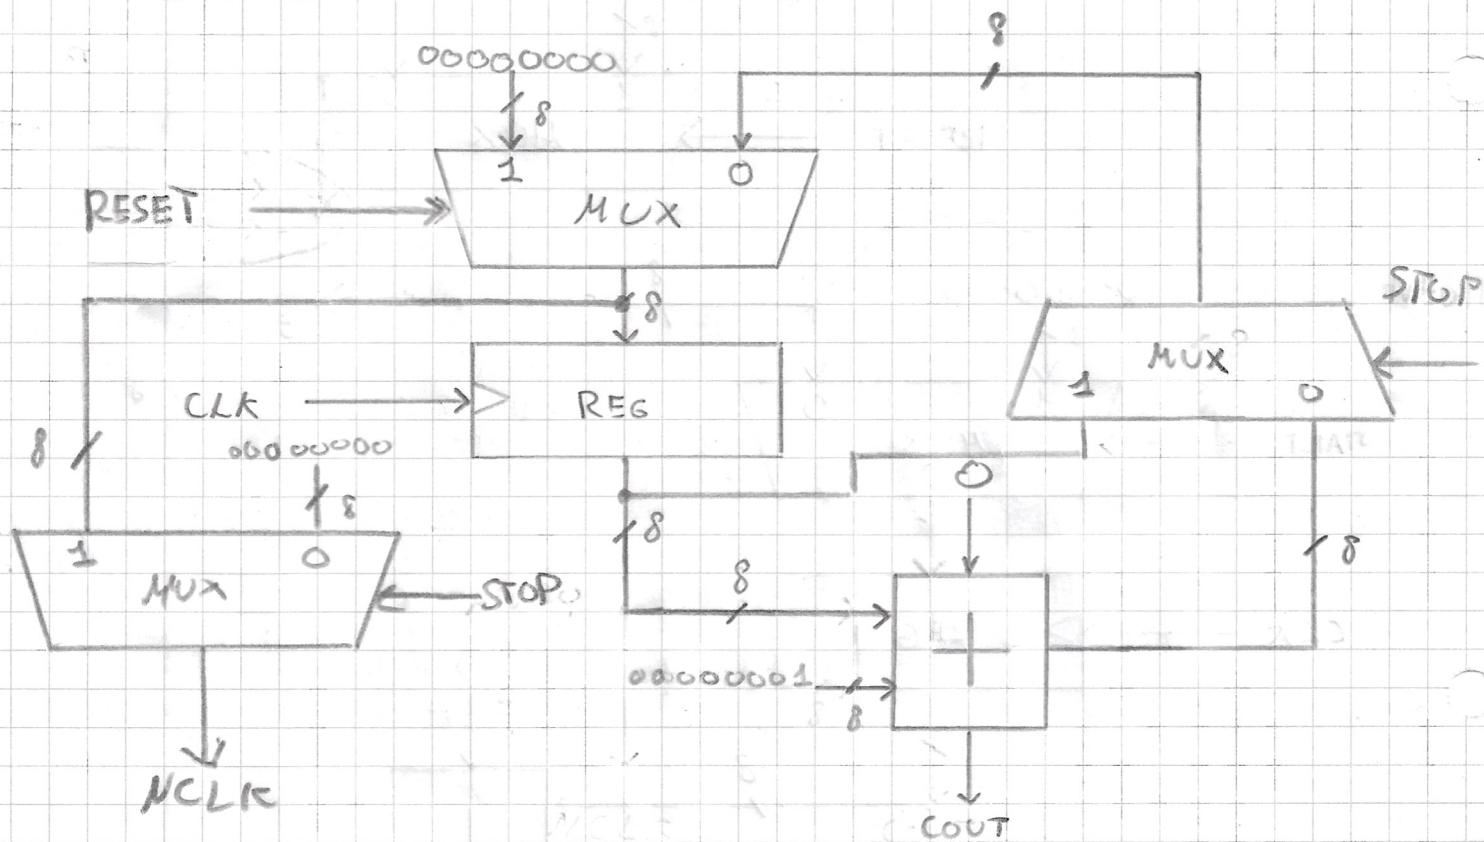 8
00000000
8
1 0
RESET
MUX
STOP
8
MUX
1 0
CLK
REG
8
00000000
8
0
8
8
1 0
MUX
STOP
8
+
00000001
8
NCLK
COUT